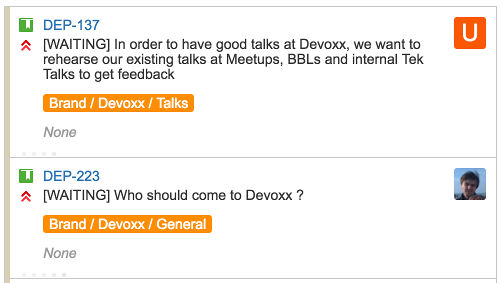 DEP-137
[WAITING] In order to have good talks at Devoxx, we want to
rehearse our existing talks at Meetups, BBLs and internal Tek
Talks to get feedback
U
Brand / Devoxx / Talks
None
DEP-223
[WAITING] Who should come to Devoxx ?
Brand / Devoxx / General
None